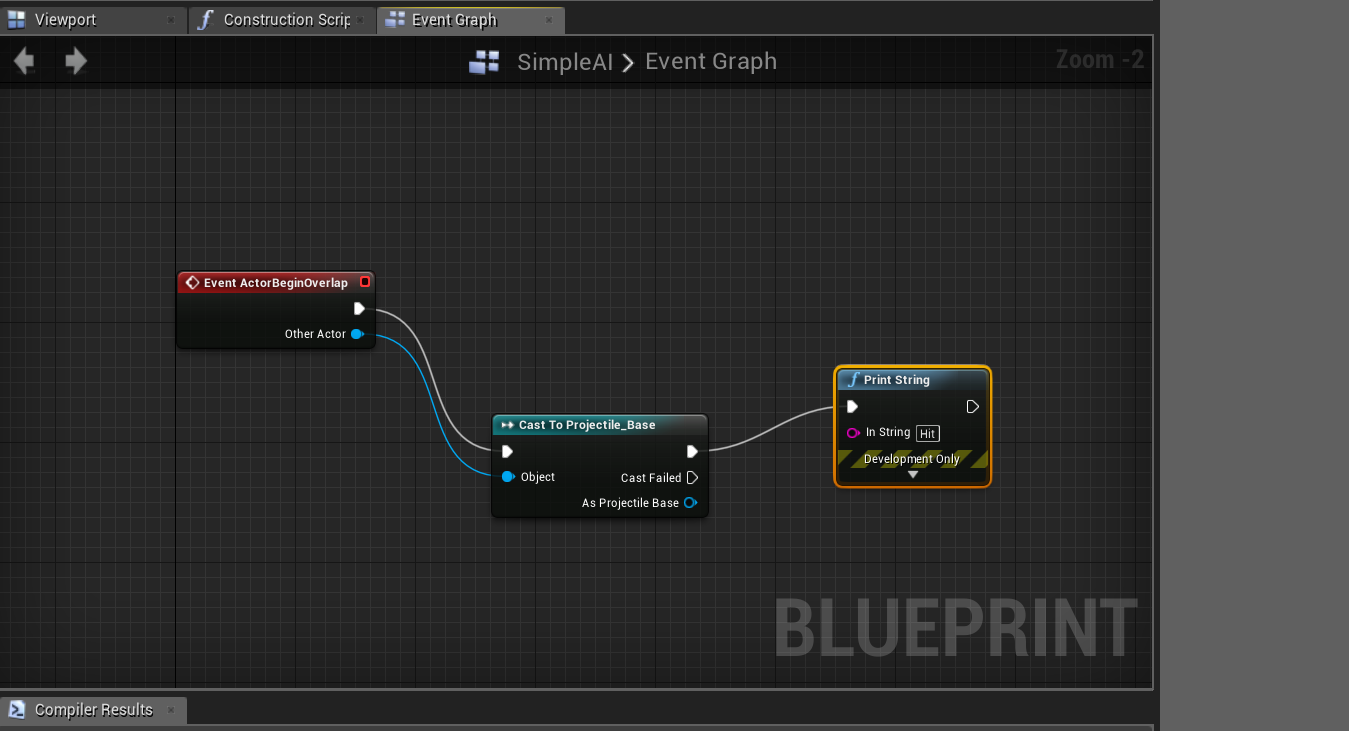 Viewport
Construction Scrip
Event Graph
SimpleAI > Event Graph
Zoom -2
Event ActorBeginOverlap
Other Actor
Cast To Projectile_Base
Object
Cast Failed
As Projectile Base
Print String
In String Hit
Development Only
BLUEPRINT
Compiler Results